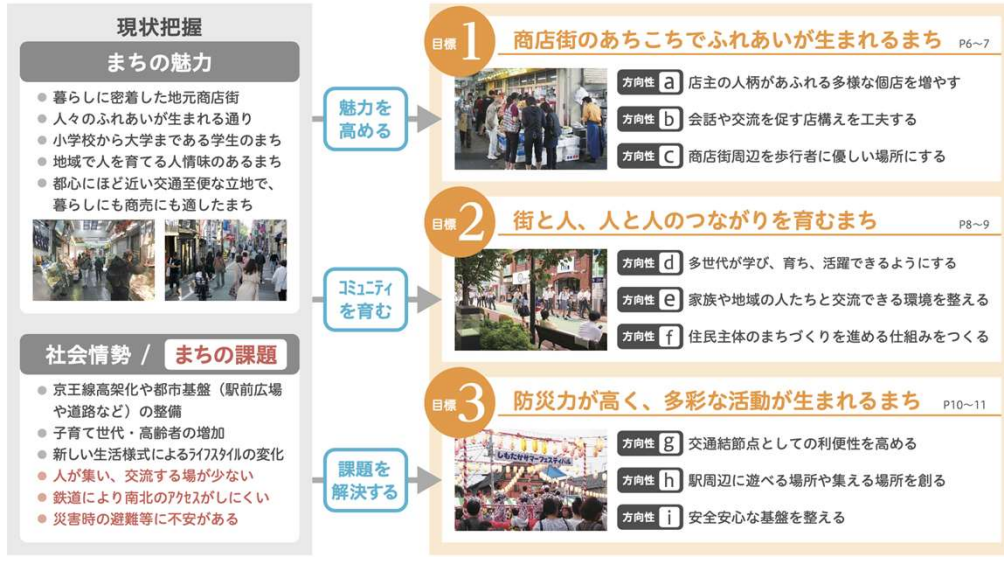 現状把握
まちの魅力
● 暮らしに密着した地元商店街
● 人々のふれあいが生まれる通り
● 小学校から大学まである学生のまち
● 地域で人を育てる人情味のあるまち
● 都心にほど近い交通至便な立地で、
暮らしにも商売にも適したまち
社会情勢 / まちの課題
● 京王線高架化や都市基盤（駅前広場
や道路など）の整備
● 子育て世代・高齢者の増加
● 新しい生活様式によるﾗｲﾌｽﾀｲﾙの変化
● 人が集い、交流する場が少ない
● 鉄道により南北のｱｸｾｽがしにくい
● 災害時の避難等に不安がある
魅力を
高める
ｺﾐｭﾆﾃｨ
を育む
課題を
解決する
目標1 商店街のあちこちでふれあいが生まれるまち P6～7
方向性 a 店主の人柄があふれる多様な個店を増やす
方向性 b 会話や交流を促す店構えを工夫する
方向性 c 商店街周辺を歩行者に優しい場所にする
目標2 街と人、人と人のつながりを育むまち P8～9
方向性 d 多世代が学び、育ち、活躍できるようにする
方向性 e 家族や地域の人たちと交流できる環境を整える
方向性 f 住民主体のまちづくりを進める仕組みをつくる
目標3 防災力が高く、多彩な活動が生まれるまち P10～11
しもたかサマーフェスティバル
方向性 g 交通結節点としての利便性を高める
方向性 h 駅周辺に遊べる場所や集える場所を創る
方向性 i 安全安心な基盤を整える